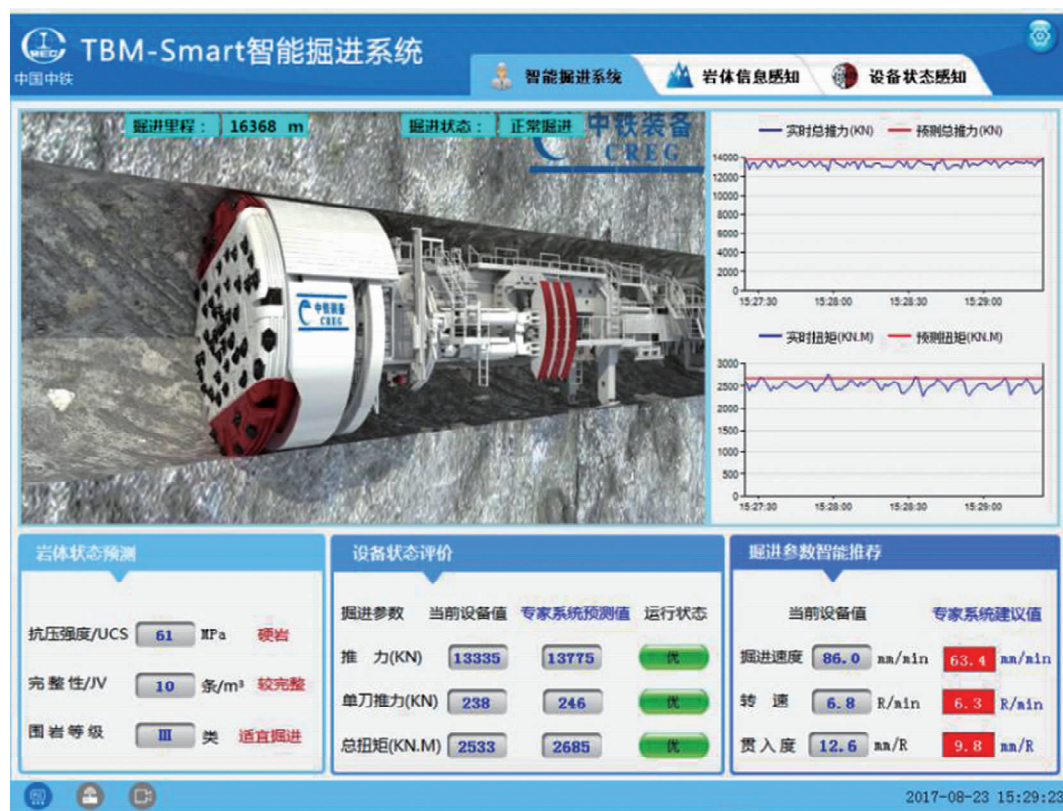 CREG
中国中铁
TBM-Smart智能掘进系统
智能掘进系统
岩体信息感知
设备状态感知
掘进里程： 16368 m
掘进状态： 正常掘进
中铁装备
CREG
中铁装备
CREG
实时总推力(KN) 预测总推力(KN)
14000
12000
10000
8000
6000
4000
2000
0
15:27:30 15:28:00 15:28:30 15:29:00
实时扭矩(KN.M) 预测扭矩(KN.M)
3000
2500
2000
1500
1000
500
0
15:27:30 15:28:00 15:28:30 15:29:00
岩体状态预测
抗压强度/UCS 61 MPa 硬岩
完整性/JV 10 条/m³ 较完整
围岩等级 III 类 适宜掘进
设备状态评价
掘进参数 当前设备值 专家系统预测值 运行状态
推 力(KN) 13335 13775 优
单刀推力(KN) 238 246 优
总扭矩(KN.M) 2533 2685 优
掘进参数智能推荐
当前设备值 专家系统建议值
掘进速度 86.0 mm/min 63.4 mm/min
转 速 6.8 R/min 6.3 R/min
贯入度 12.6 mm/R 9.8 mm/R
2017-08-23 15:29:23